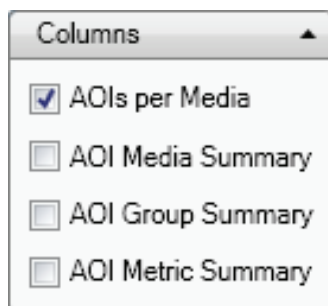 Columns
AOIs per Media
AOI Media Summary
AOI Group Summary
AOI Metric Summary